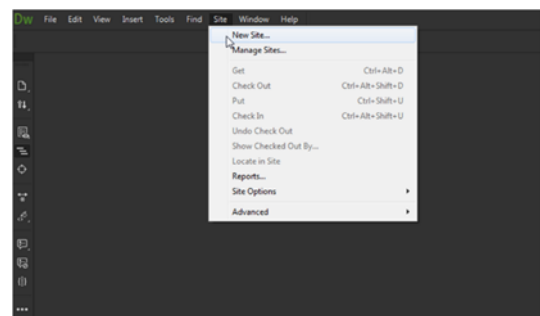 Dw File Edit View Insert Tools Find Site Window Help
New Site...
Manage Sites...
Get Ctrl+Alt+D
Check Out Ctrl+Alt+Shift+D
Put Ctrl+Shift+U
Check In Ctrl+Alt+Shift+U
Undo Check Out
Show Checked Out By...
Locate in Site
Reports...
Site Options
Advanced